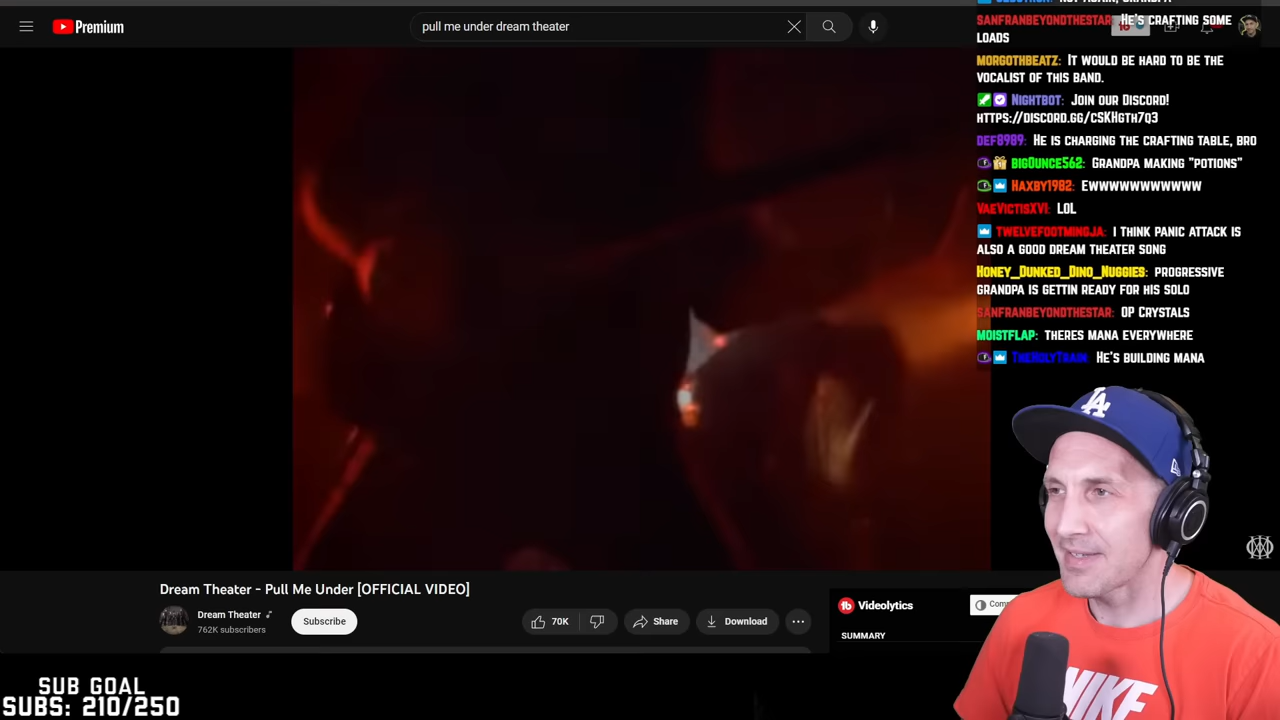 Premium
pull me under dream theater
SANFRANBEYONDTHESTAR: HE'S CRAFTING SOME
LOADS
MORGOTHBEATZ: IT WOULD BE HARD TO BE THE
VOCALIST OF THIS BAND.
NIGHTBOT: JOIN OUR DISCORD!
HTTPS://DISCORD.GG/CSKHGTH7Q3
DEF8989: HE IS CHARGING THE CRAFTING TABLE, BRO
BIGOUNCE562: GRANDPA MAKING "POTIONS"
HAXBY1982: EWWWWWWWWWWW
VAEVICTISXVI: LOL
TWELVEFOOTMINGJA: I THINK PANIC ATTACK IS
ALSO A GOOD DREAM THEATER SONG
HONEY_DUNKED_DINO_NUGGIES: PROGRESSIVE
GRANDPA IS GETTIN READY FOR HIS SOLO
SANFRANBEYONDTHESTAR: OP CRYSTALS
MOISTFLAP: THERES MANA EVERYWHERE
THEHOLYTRAIN: HE'S BUILDING MANA
LA
Dream Theater - Pull Me Under [OFFICIAL VIDEO]
Dream Theater
762K subscribers
Subscribe
70K
Share
Download
Videolytics
SUMMARY
NIKE
SUB GOAL
SUBS: 210/250